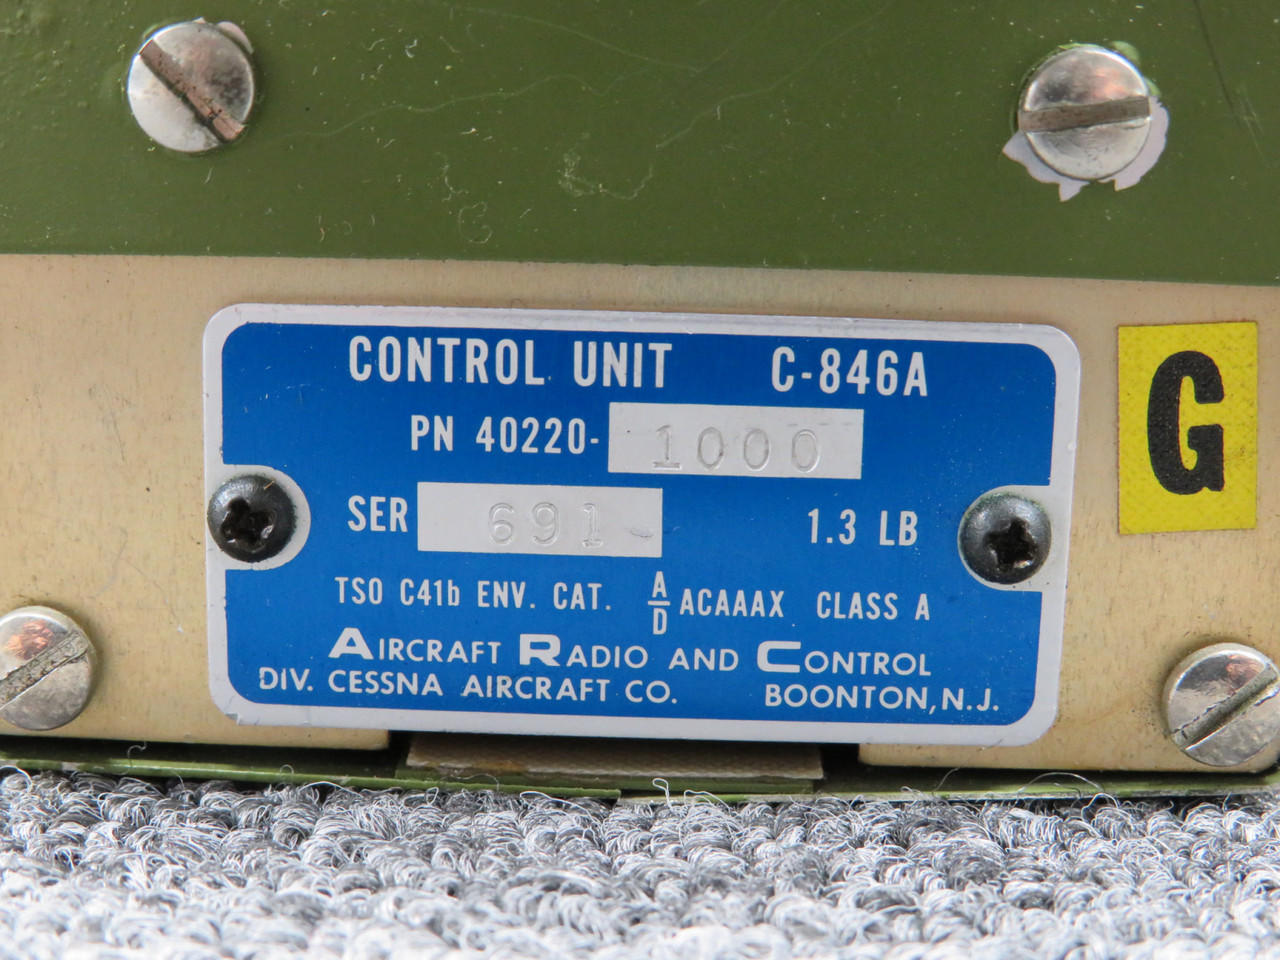 CONTROL UNIT C-846A
PN 40220- 1000
SER 691 1.3 LB
TSO C41b ENV. CAT. A/D ACAAAX CLASS A
AIRCRAFT RADIO AND CONTROL
DIV. CESSNA AIRCRAFT CO. BOONTON, N.J.
G